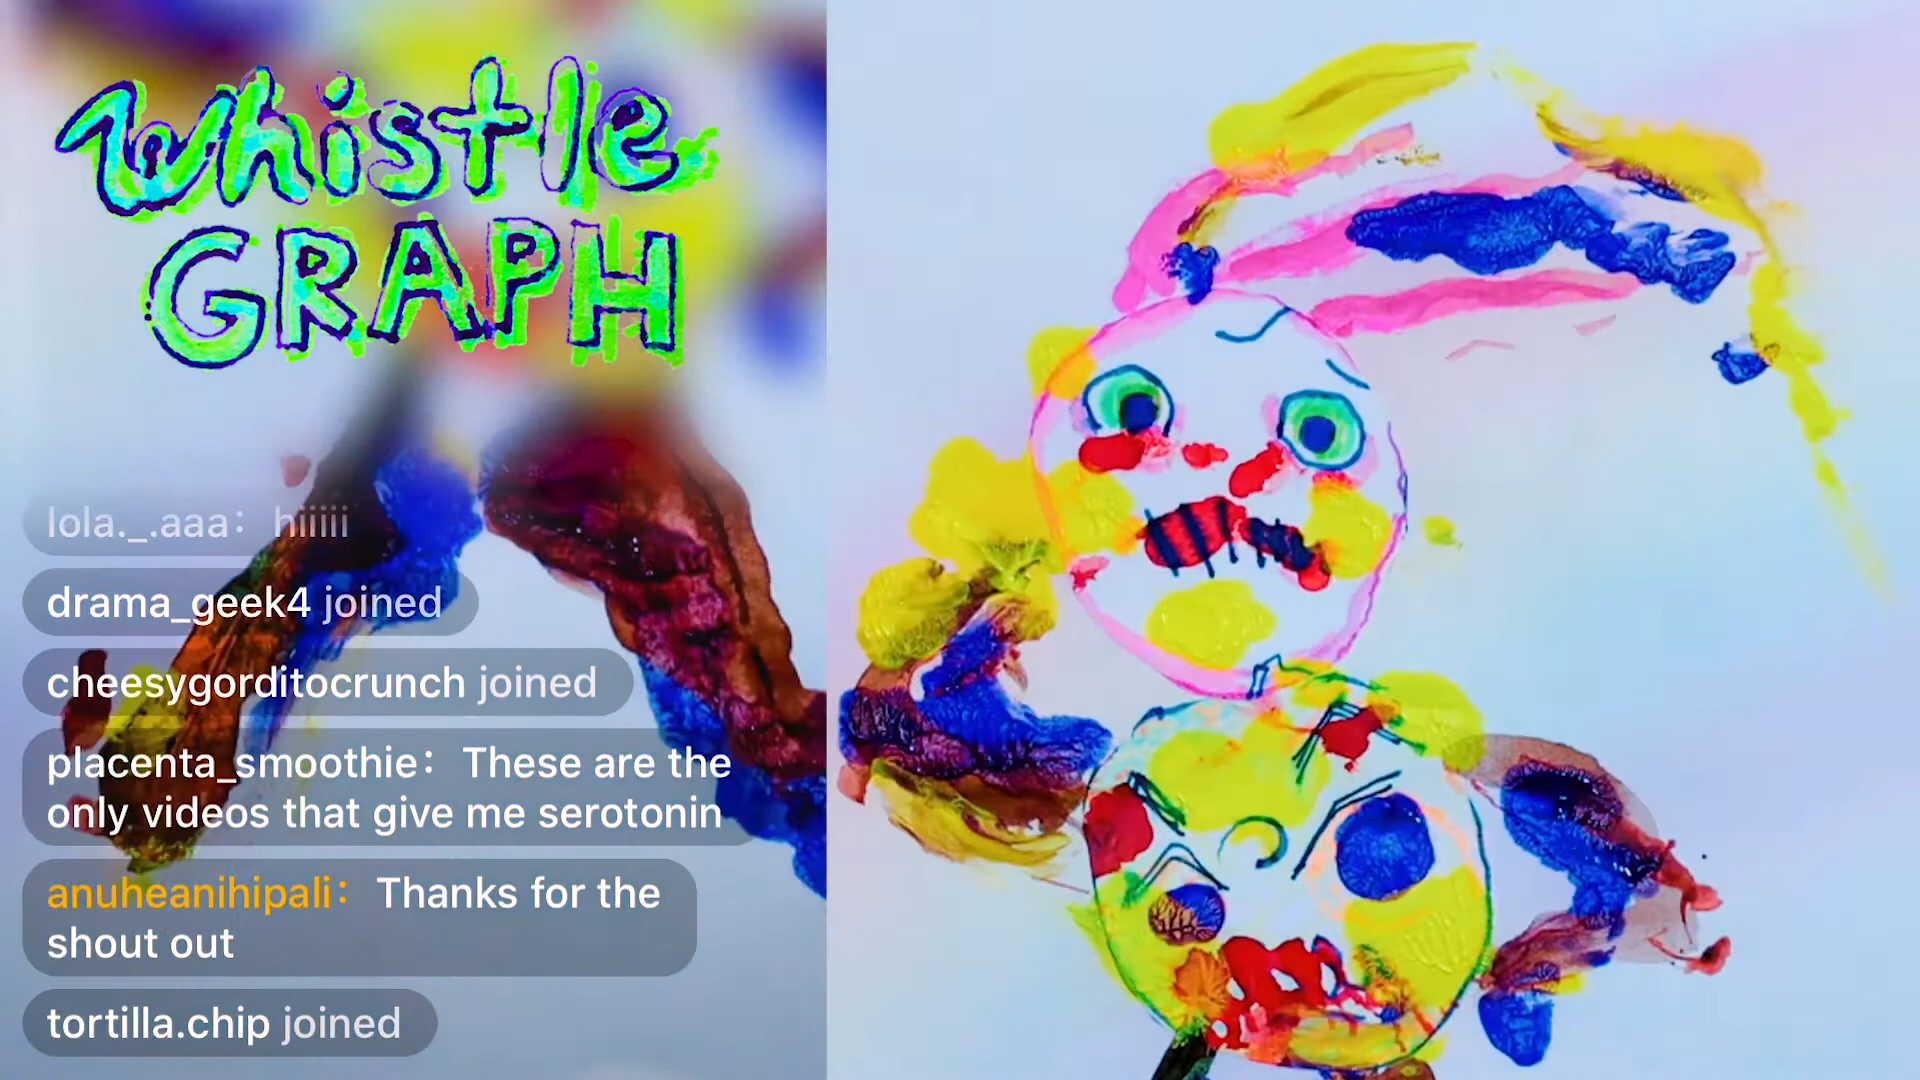 Whistle
GRAPH
lola._.aaa: hiiiii
drama_geek4 joined
cheesygorditocrunch joined
placenta_smoothie: These are the
only videos that give me serotonin
anuheanihipali: Thanks for the
shout out
tortilla.chip joined